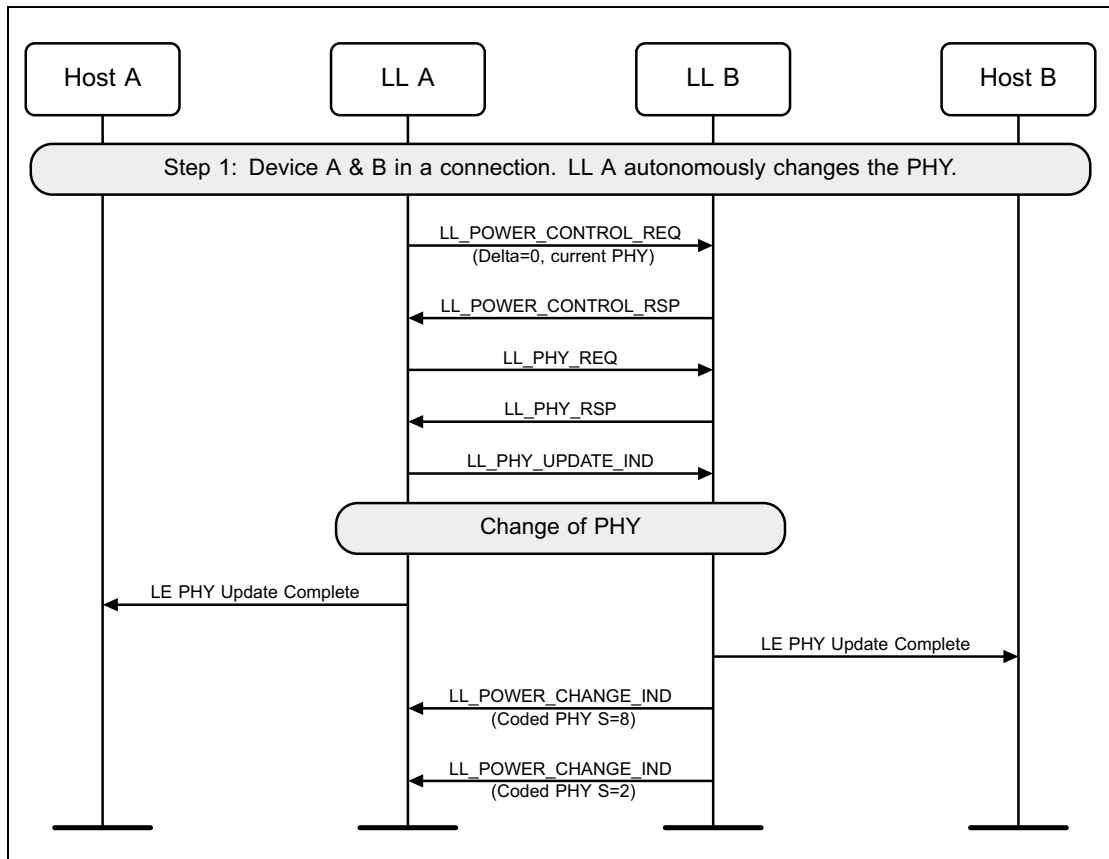 Host A
LL A
LL B
Host B
Step 1: Device A & B in a connection. LL A autonomously changes the PHY.
LL_POWER_CONTROL_REQ
(Delta=0, current PHY)
LL_POWER_CONTROL_RSP
LL_PHY_REQ
LL_PHY_RSP
LL_PHY_UPDATE_IND
Change of PHY
LE PHY Update Complete
LE PHY Update Complete
LL_POWER_CHANGE_IND
(Coded PHY S=8)
LL_POWER_CHANGE_IND
(Coded PHY S=2)